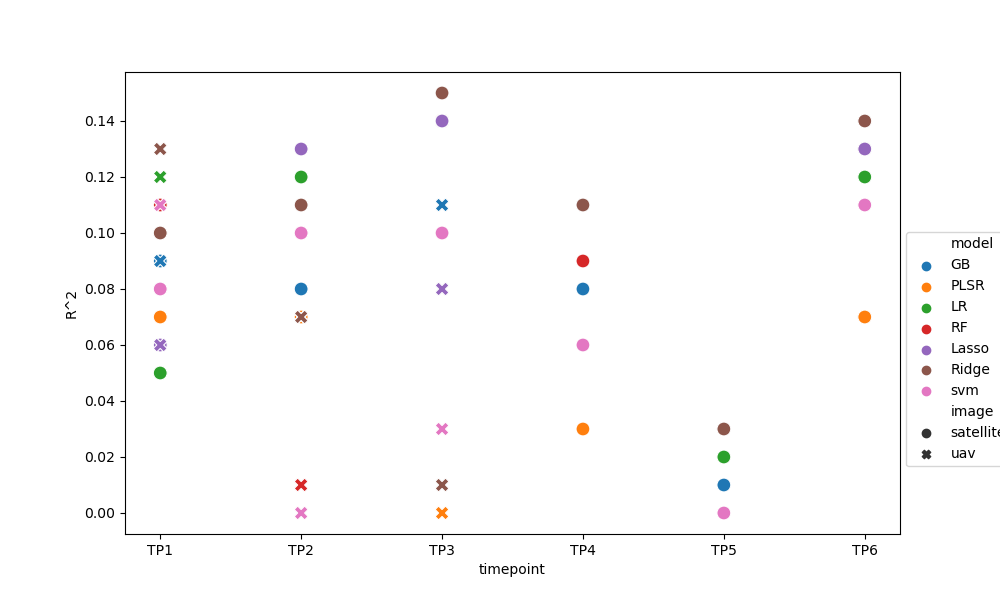 0.14
0.12
0.10
0.08
0.06
0.04
0.02
0.00
R^2
TP1 TP2 TP3 TP4 TP5 TP6
timepoint
model
GB
PLSR
LR
RF
Lasso
Ridge
svm
image
satellite
uav